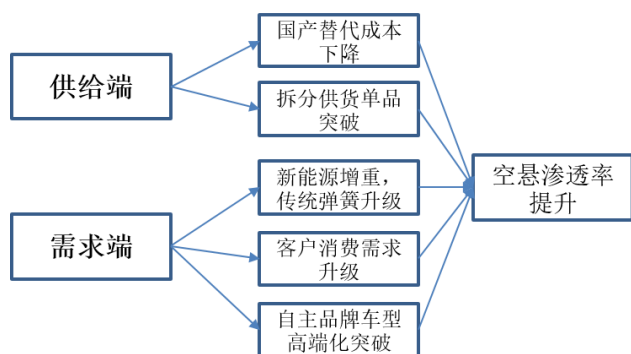 供给端
国产替代成本
下降
拆分供货单品
突破
需求端
新能源增重，
传统弹簧升级
客户消费需求
升级
自主品牌车型
高端化突破
空悬渗透率
提升